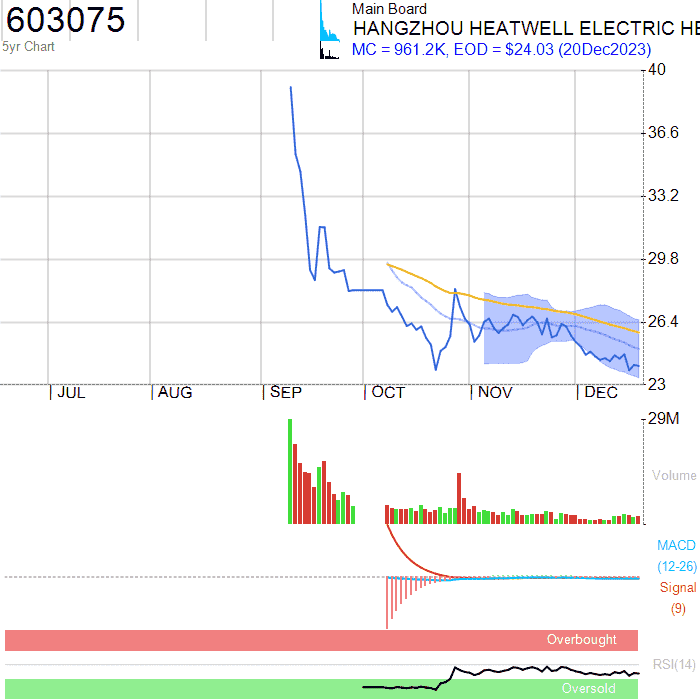 603075
5yr Chart
Main Board
HANGZHOU HEATWELL ELECTRIC HE
MC = 961.2K, EOD = $24.03 (20Dec2023)
40
36.6
33.2
29.8
26.4
23
JUL
AUG
SEP
OCT
NOV
DEC
29M
Volume
MACD
(12-26)
Signal
(9)
Overbought
RSI(14)
Oversold